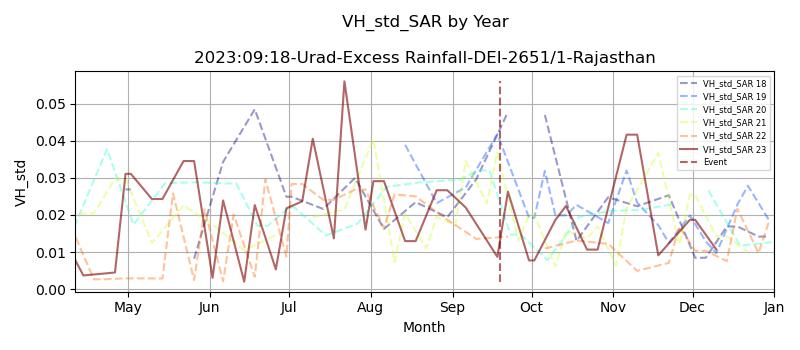 VH_std_SAR by Year
2023:09:18-Urad-Excess Rainfall-DEI-2651/1-Rajasthan
VH_std
0.05
0.04
0.03
0.02
0.01
0.00
VH_std_SAR 18
VH_std_SAR 19
VH_std_SAR 20
VH_std_SAR 21
VH_std_SAR 22
VH_std_SAR 23
Event
May Jun Jul Aug Sep Oct Nov Dec Jan
Month